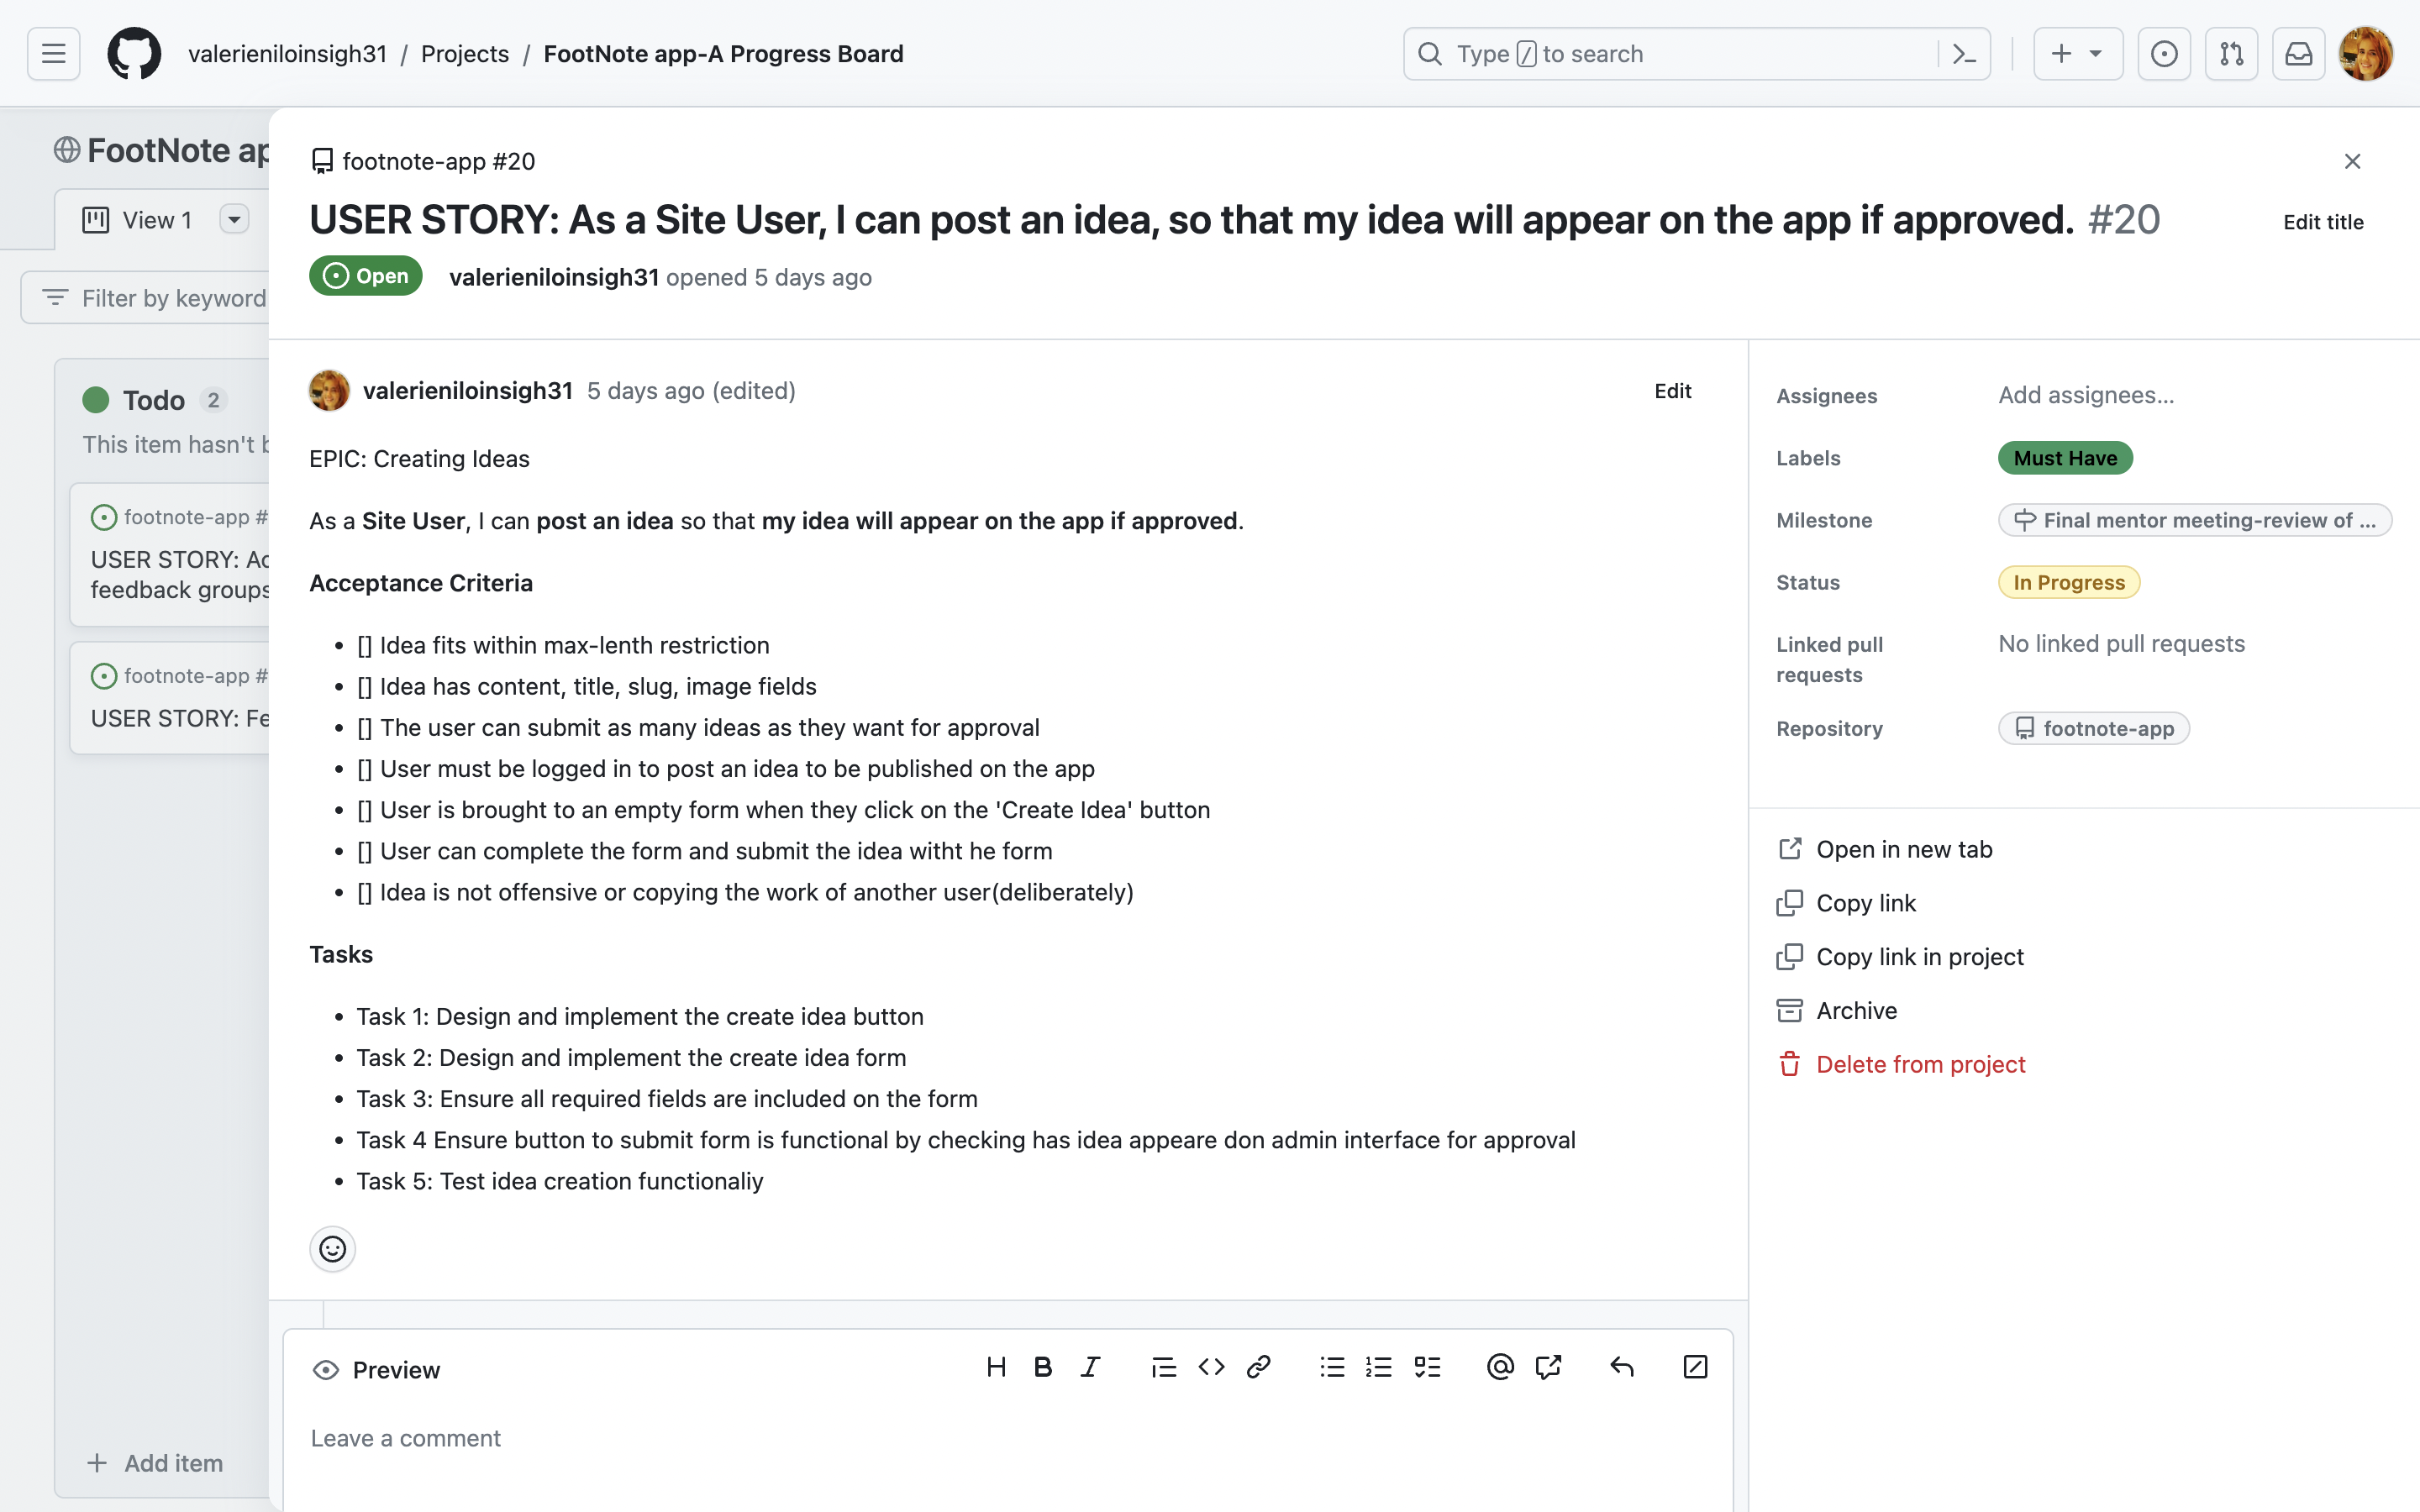 valerieniloinsigh31 / Projects / FootNote app-A Progress Board
Type / to search
FootNote ap
View 1
Filter by keyword
Todo 2
This item hasn't b
footnote-app #
USER STORY: Ac
feedback groups
footnote-app #
USER STORY: Fe
Add item
footnote-app #20
USER STORY: As a Site User, I can post an idea, so that my idea will appear on the app if approved. #20
Edit title
Open
valerieniloinsigh31 opened 5 days ago
valerieniloinsigh31 5 days ago (edited)
Edit
EPIC: Creating Ideas
As a Site User, I can post an idea so that my idea will appear on the app if approved.
Acceptance Criteria
• [] Idea fits within max-lenth restriction
• [] Idea has content, title, slug, image fields
• [] The user can submit as many ideas as they want for approval
• [] User must be logged in to post an idea to be published on the app
• [] User is brought to an empty form when they click on the 'Create Idea' button
• [] User can complete the form and submit the idea witht he form
• [] Idea is not offensive or copying the work of another user(deliberately)
Tasks
• Task 1: Design and implement the create idea button
• Task 2: Design and implement the create idea form
• Task 3: Ensure all required fields are included on the form
• Task 4 Ensure button to submit form is functional by checking has idea appeare don admin interface for approval
• Task 5: Test idea creation functionaliy
Preview
Leave a comment
Assignees
Add assignees...
Labels
Must Have
Milestone
Final mentor meeting-review of ...
Status
In Progress
Linked pull
requests
No linked pull requests
Repository
footnote-app
Open in new tab
Copy link
Copy link in project
Archive
Delete from project